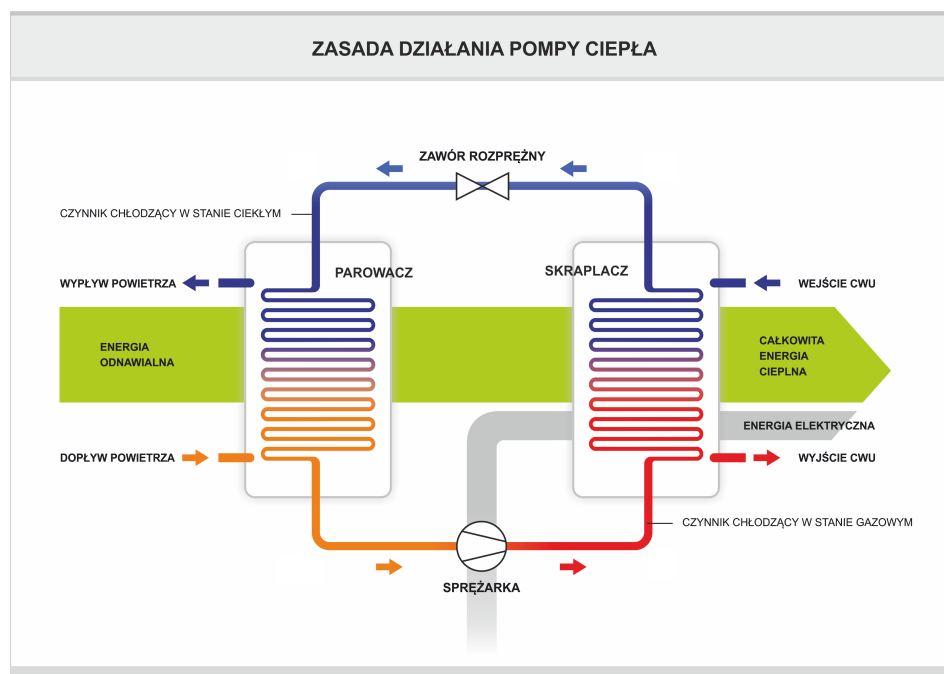 ZASADA DZIAŁANIA POMPY CIEPŁA
ZAWÓR ROZPRĘŻNY
CZYNNIK CHŁODZĄCY W STANIE CIEKŁYM
PAROWACZ
SKRAPLACZ
WYPŁYW POWIETRZA
WEJŚCIE CWU
ENERGIA
ODNAWIALNA
CAŁKOWITA
ENERGIA
CIEPLNA
ENERGIA ELEKTRYCZNA
DOPŁYW POWIETRZA
WYJŚCIE CWU
CZYNNIK CHŁODZĄCY W STANIE GAZOWYM
SPRĘŻARKA